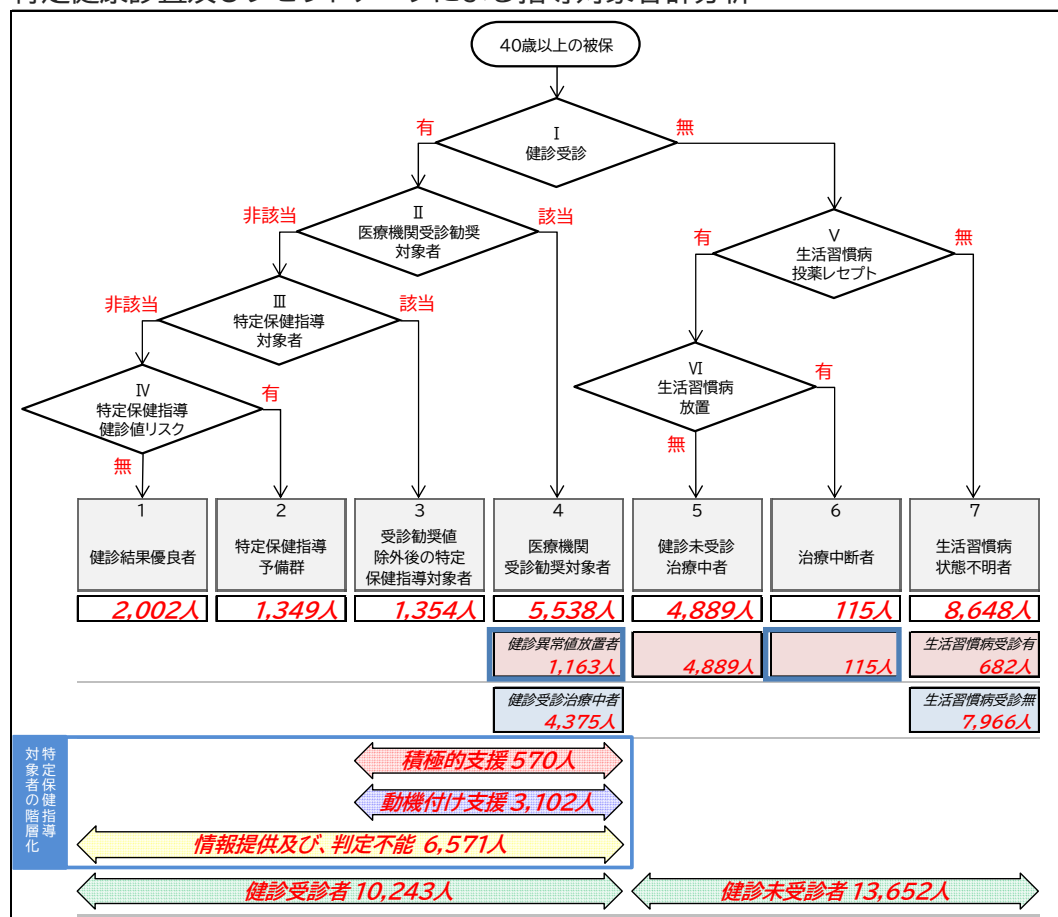 40歳以上の被保
Ⅰ
健診受診
有
無
Ⅱ
医療機関受診勧奨
対象者
非該当
該当
Ⅴ
生活習慣病
投薬レセプト
有
無
Ⅲ
特定保健指導
対象者
非該当
該当
Ⅵ
生活習慣病
放置
有
無
Ⅳ
特定保健指導
健診値リスク
有
無
1
健診結果優良者
2,002人
2
特定保健指導
予備群
1,349人
3
受診勧奨値
除外後の特定
保健指導対象者
1,354人
4
医療機関
受診勧奨対象者
5,538人
5
健診未受診
治療中者
4,889人
6
治療中断者
115人
7
生活習慣病
状態不明者
8,648人
健診異常値放置者
1,163人
4,889人
115人
生活習慣病受診有
682人
健診受診治療中者
4,375人
生活習慣病受診無
7,966人
特定保健指導
対象者の階層化
積極的支援 570人
動機付け支援 3,102人
情報提供及び、判定不能 6,571人
健診受診者 10,243人
健診未受診者 13,652人